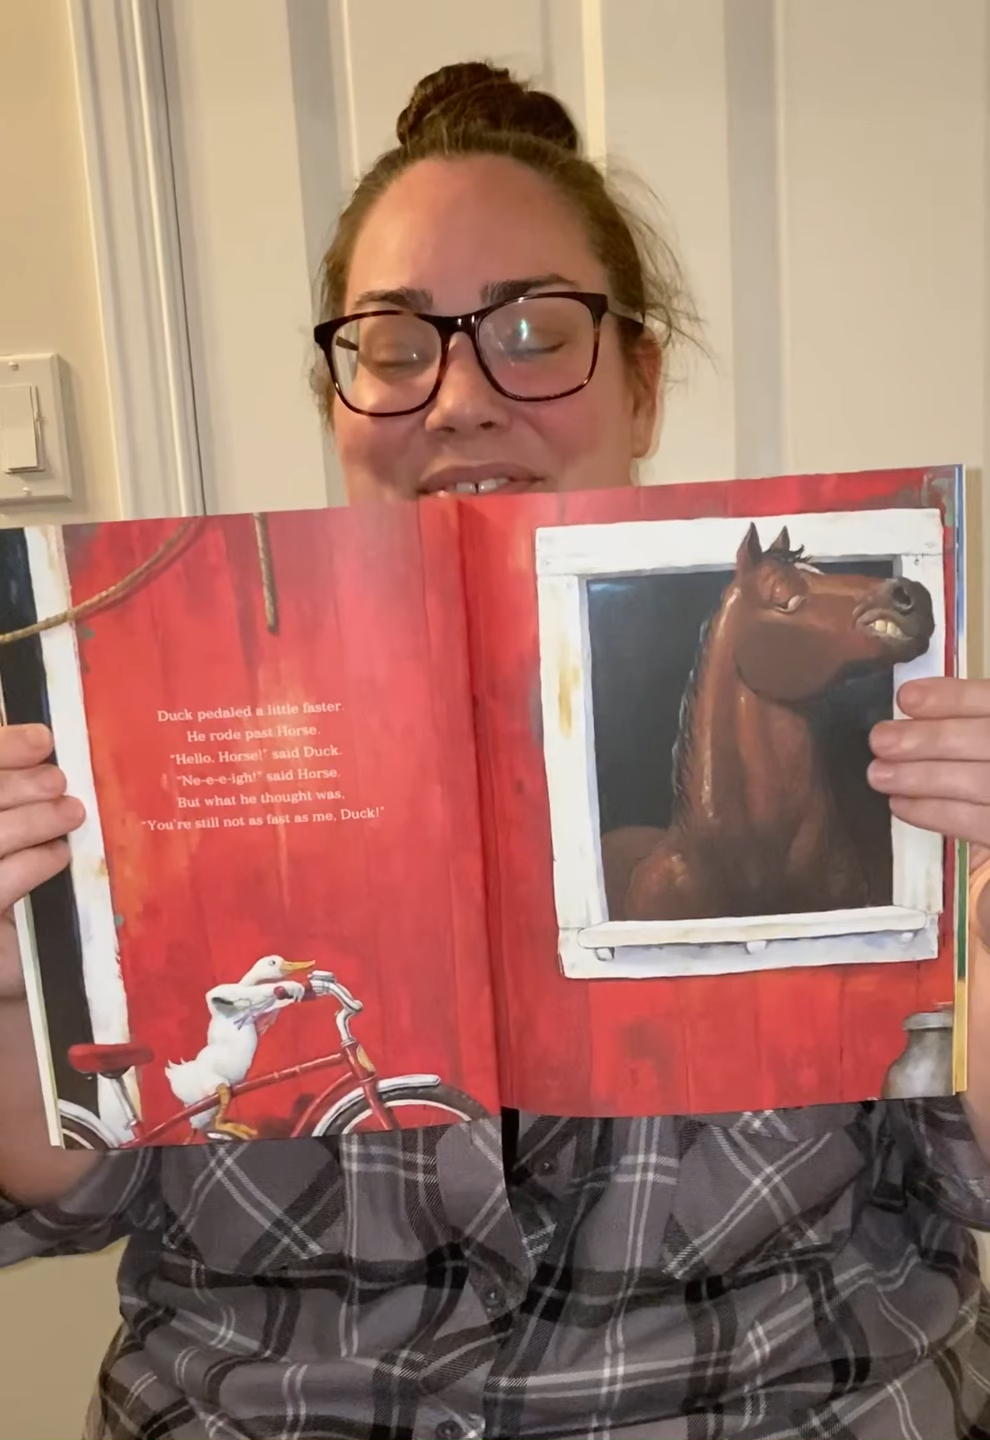 Duck pedaled a little faster.
He rode past Horse.
"Hello, Horse!" said Duck.
"Ne-e-e-igh!" said Horse.
But what he thought was,
"You're still not as fast as me, Duck!"